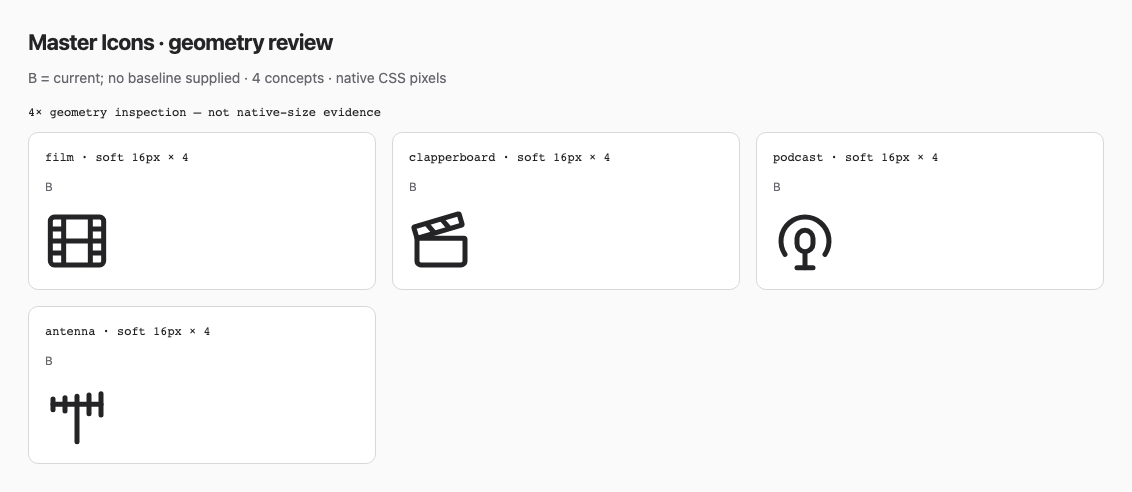 Master Icons · geometry review
B = current; no baseline supplied · 4 concepts · native CSS pixels
4× geometry inspection — not native-size evidence
film · soft 16px × 4
B
clapperboard · soft 16px × 4
B
podcast · soft 16px × 4
B
antenna · soft 16px × 4
B